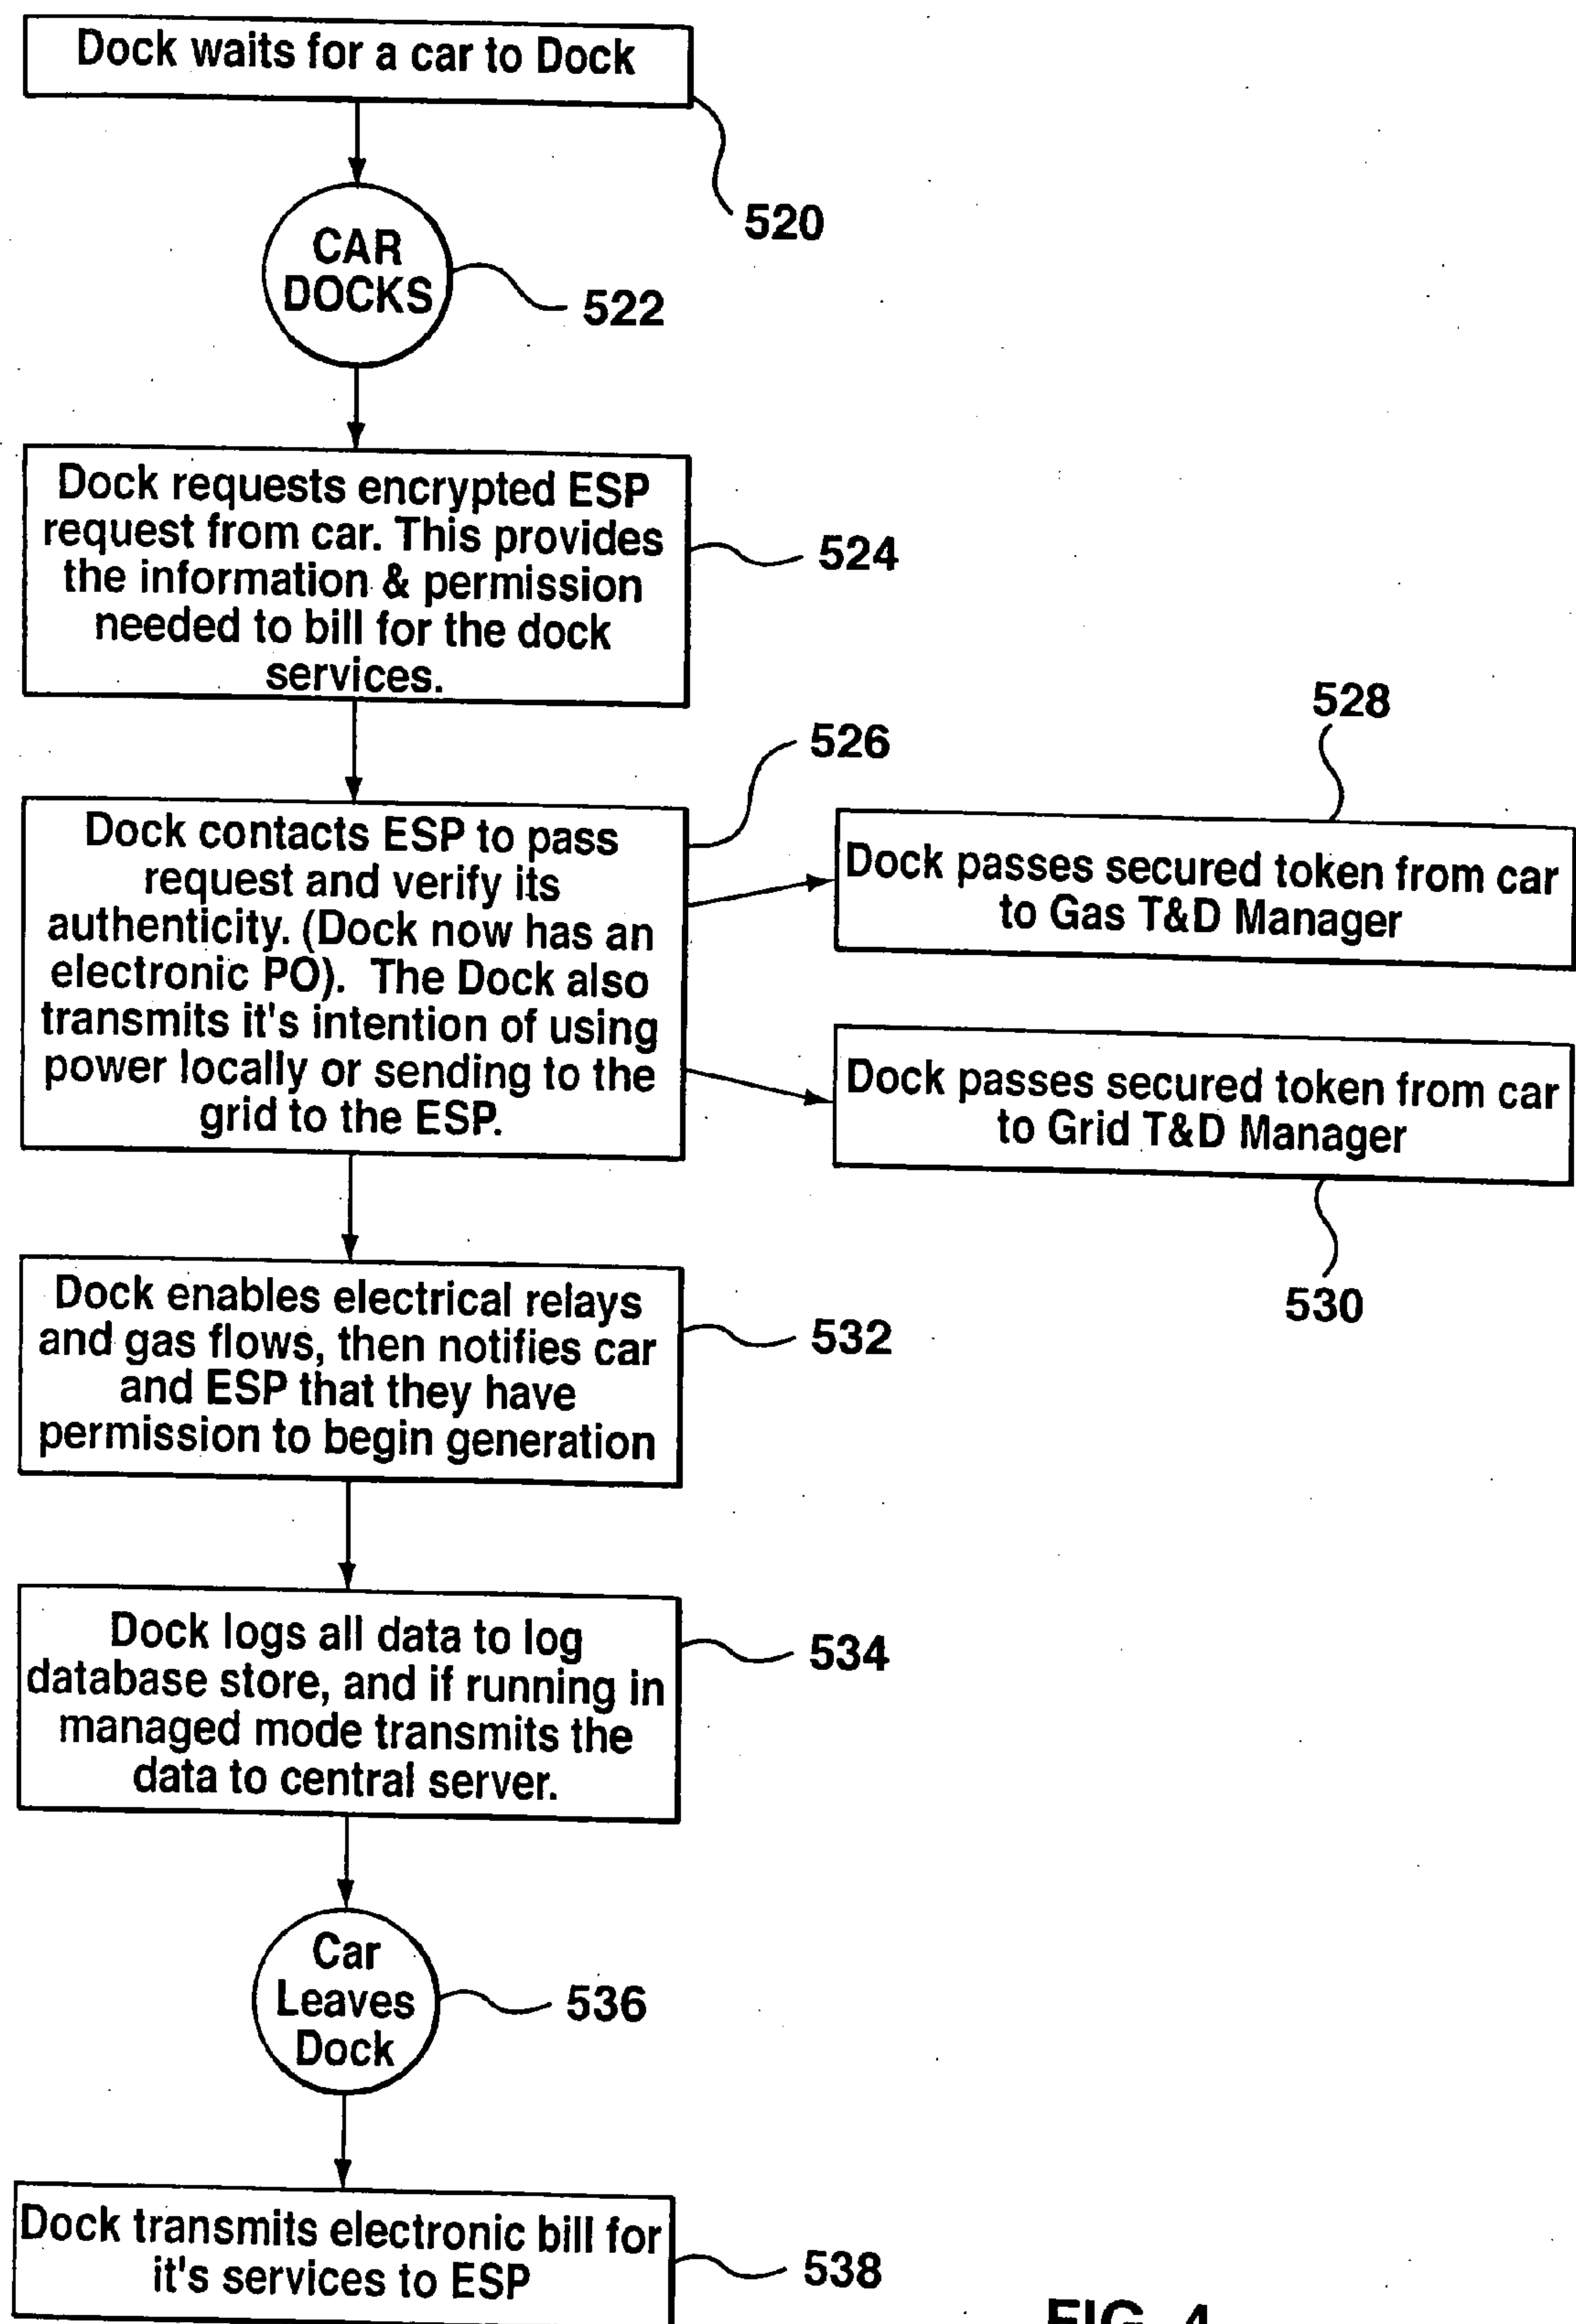 Dock waits for a car to Dock
520
CAR
DOCKS
522
Dock requests encrypted ESP
request from car. This provides
the information & permission
needed to bill for the dock
services.
524
526
528
Dock contacts ESP to pass
request and verify its
authenticity. (Dock now has an
electronic PO). The Dock also
transmits it's intention of using
power locally or sending to the
grid to the ESP.
Dock passes secured token from car
to Gas T&D Manager
Dock passes secured token from car
to Grid T&D Manager
530
Dock enables electrical relays
and gas flows, then notifies car
and ESP that they have
permission to begin generation
532
Dock logs all data to log
database store, and if running in
managed mode transmits the
data to central server.
534
Car
Leaves
Dock
536
Dock transmits electronic bill for
it's services to ESP
538
FIG. 4